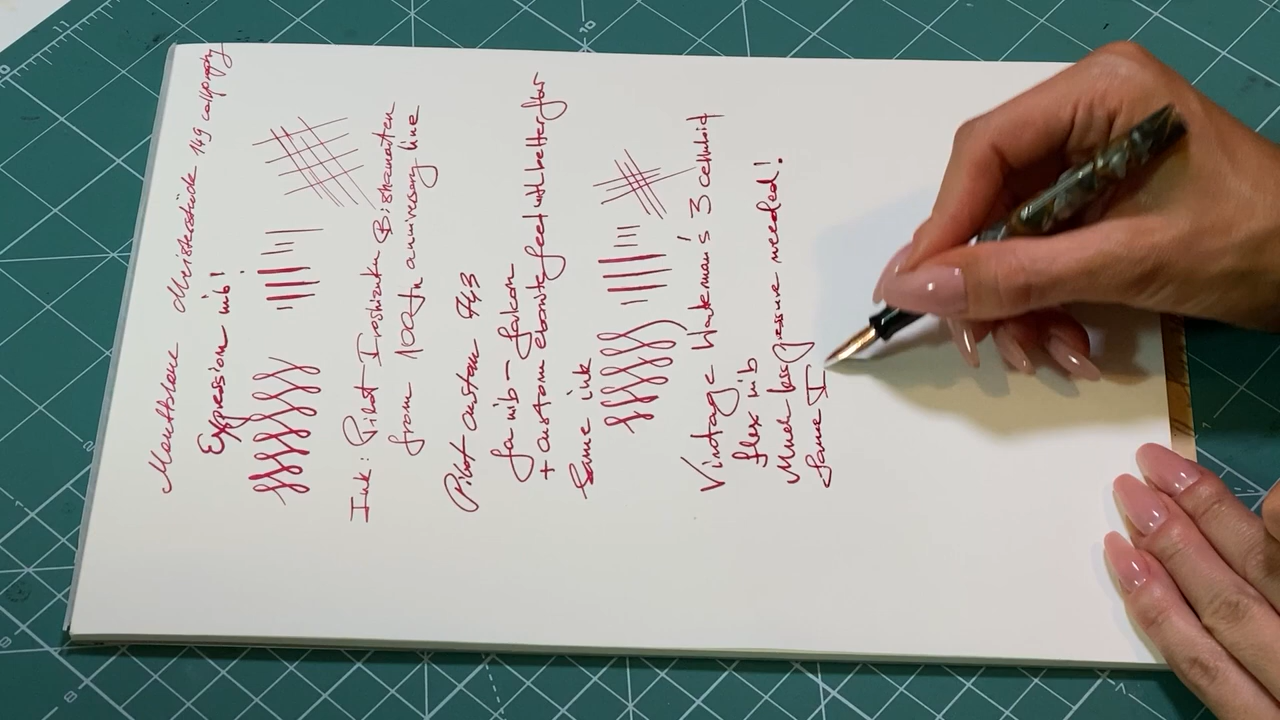 Montblanc Meisterstück 149 calligraphy
Expression nib!
Ink: Pilot Iroshizuku Bishamonten
from 100th anniversary line
Pilot custom 743
fa nib - falcon
+ custom ebonite feed with better flow
Same ink
Vintage Waterman's 3 celluloid
flex nib
Much less pressure needed!
Same I